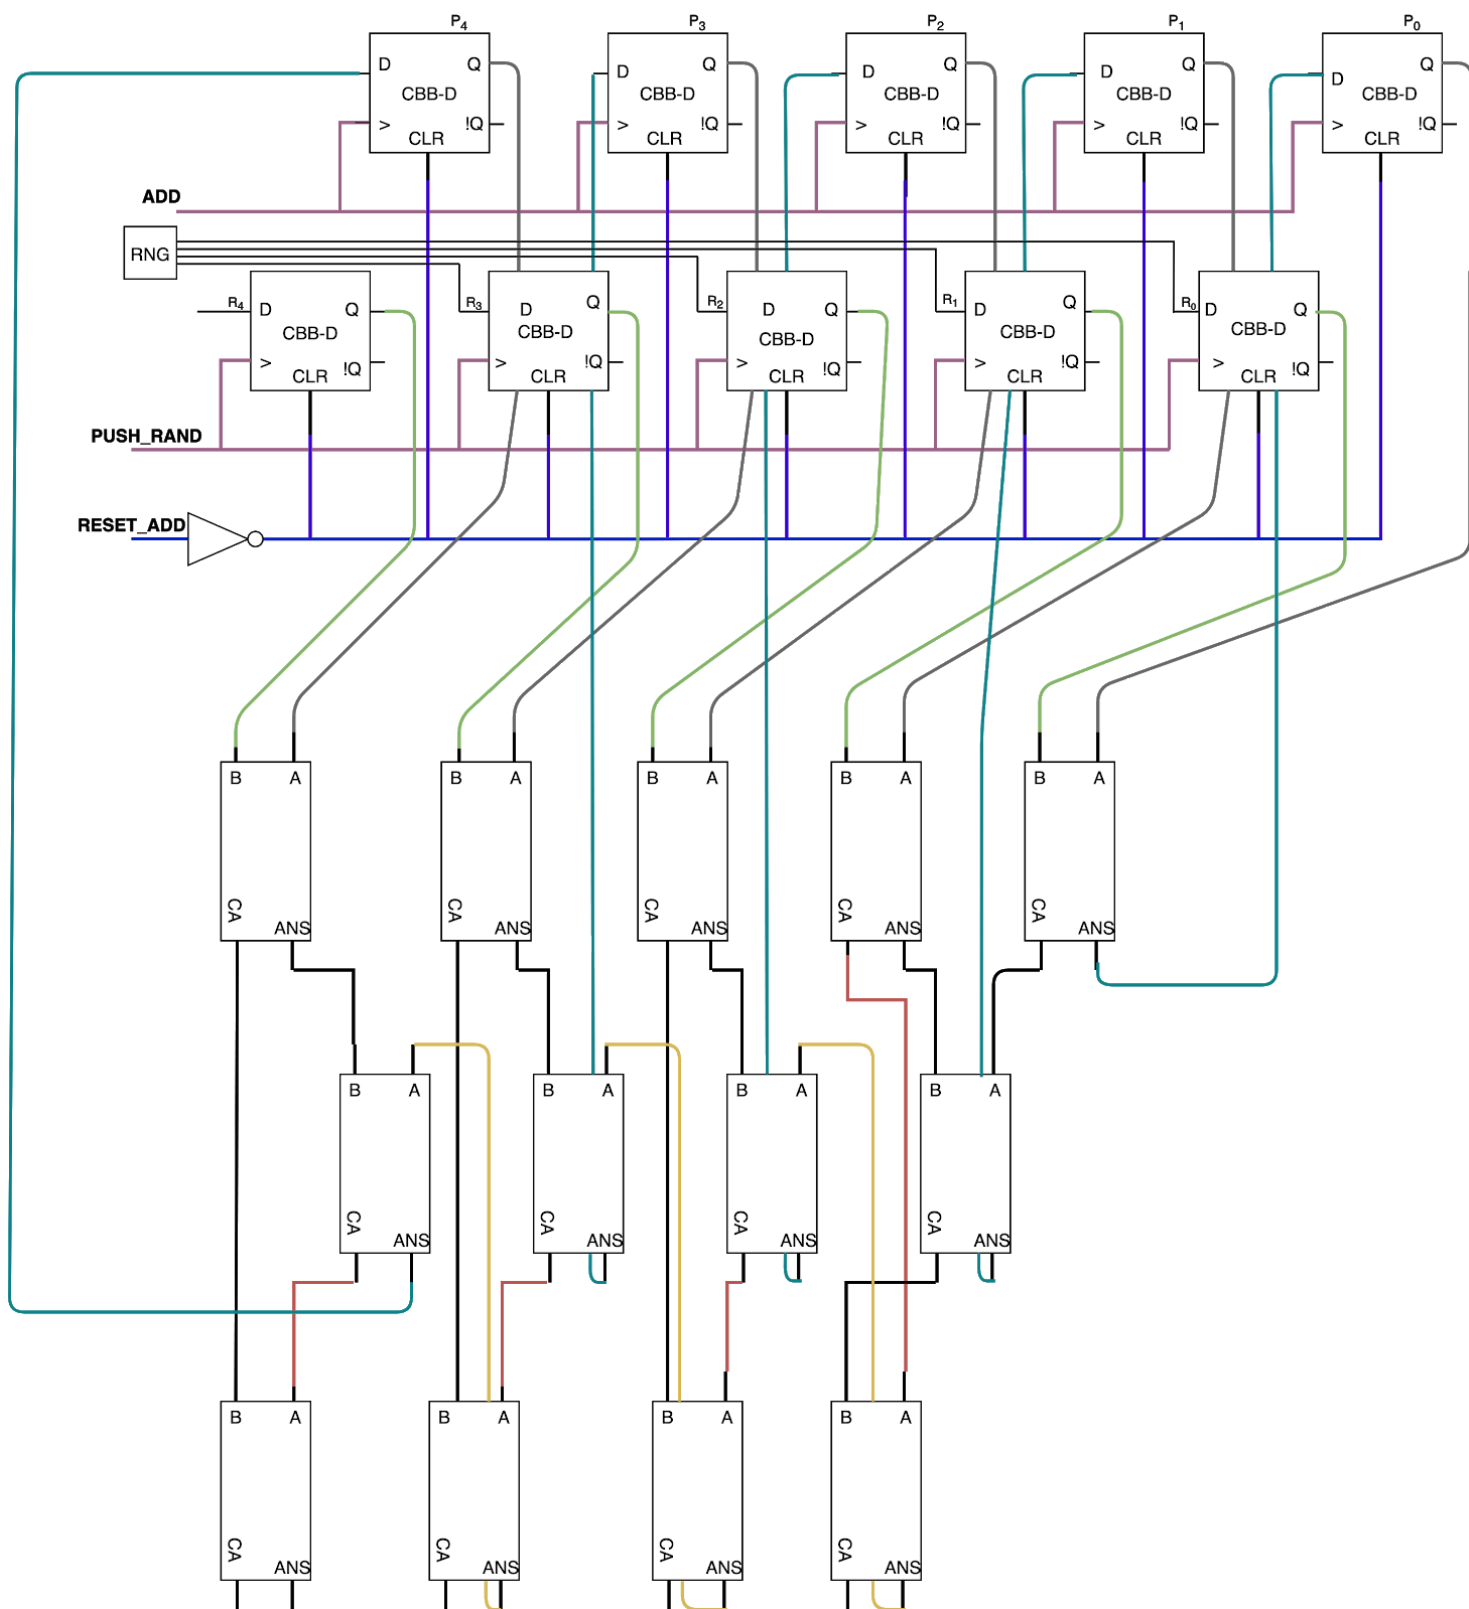 P4 P3 P2 P1 P0
D Q D Q D Q D Q D Q
CBB-D CBB-D CBB-D CBB-D CBB-D
> !Q > !Q > !Q > !Q > !Q
CLR CLR CLR CLR CLR
ADD
RNG
R4 R3 R2 R1 R0
D Q D Q D Q D Q D Q
CBB-D CBB-D CBB-D CBB-D CBB-D
> !Q > !Q > !Q > !Q > !Q
CLR CLR CLR CLR CLR
PUSH_RAND
RESET_ADD
B A B A B A B A B A
CA ANS CA ANS CA ANS CA ANS CA ANS
B A B A B A B A
CA ANS CA ANS CA ANS CA ANS
B A B A B A B A
CA ANS CA ANS CA ANS CA ANS